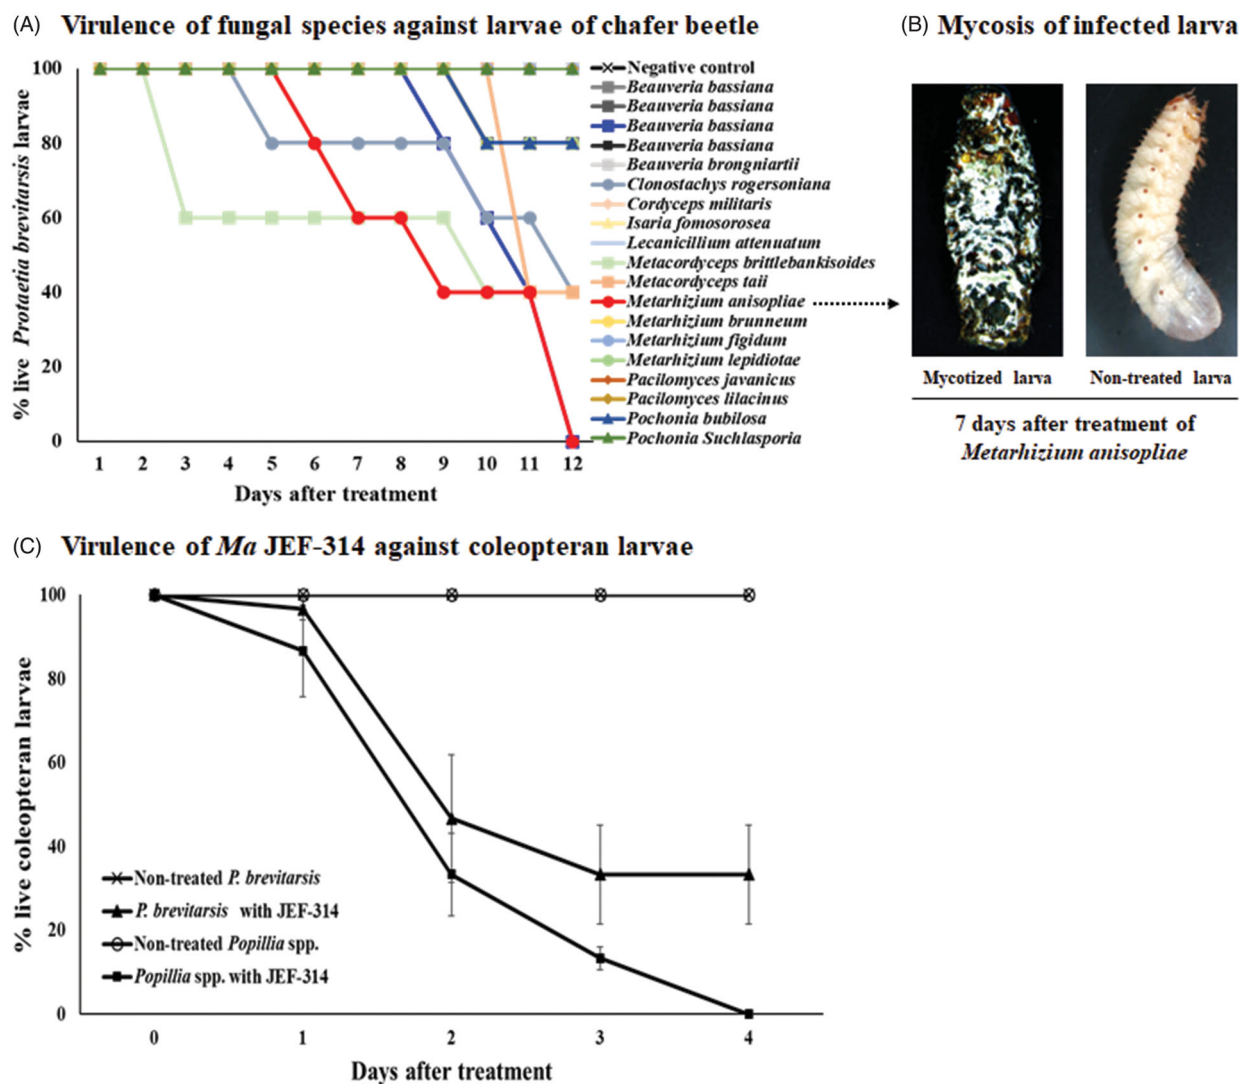 (A) Virulence of fungal species against larvae of chafer beetle
% live Protaetia brevitarsis larvae
100
80
60
40
20
0
1 2 3 4 5 6 7 8 9 10 11 12
Days after treatment
Negative control
Beauveria bassiana
Beauveria bassiana
Beauveria bassiana
Beauveria bassiana
Beauveria brongniartii
Clonostachys rogersoniana
Cordyceps militaris
Isaria fomosorosea
Lecanicillium attenuatum
Metacordyceps brittlebankisoides
Metacordyceps taii
Metarhizium anisopliae
Metarhizium brunneum
Metarhizium figidum
Metarhizium lepidiotae
Pacilomyces javanicus
Pacilomyces lilacinus
Pochonia bubilosa
Pochonia Suchlasporia
(B) Mycosis of infected larva
Mycotized larva
Non-treated larva
7 days after treatment of
Metarhizium anisopliae
(C) Virulence of Ma JEF-314 against coleopteran larvae
% live coleopteran larvae
100
80
60
40
20
0
Non-treated P. brevitarsis
P. brevitarsis with JEF-314
Non-treated Popillia spp.
Popillia spp. with JEF-314
0 1 2 3 4
Days after treatment